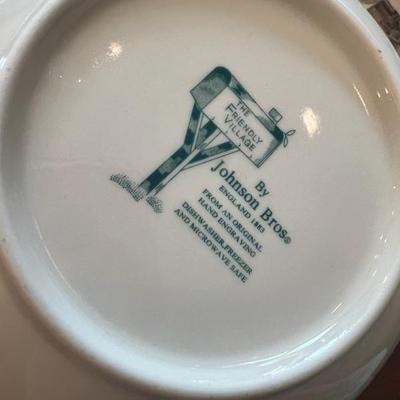 THE
FRIENDLY
VILLAGE
By
Johnson Bros®
ENGLAND 1883
FROM AN ORIGINAL
HAND ENGRAVING
DISHWASHER,FREEZER
AND MICROWAVE SAFE